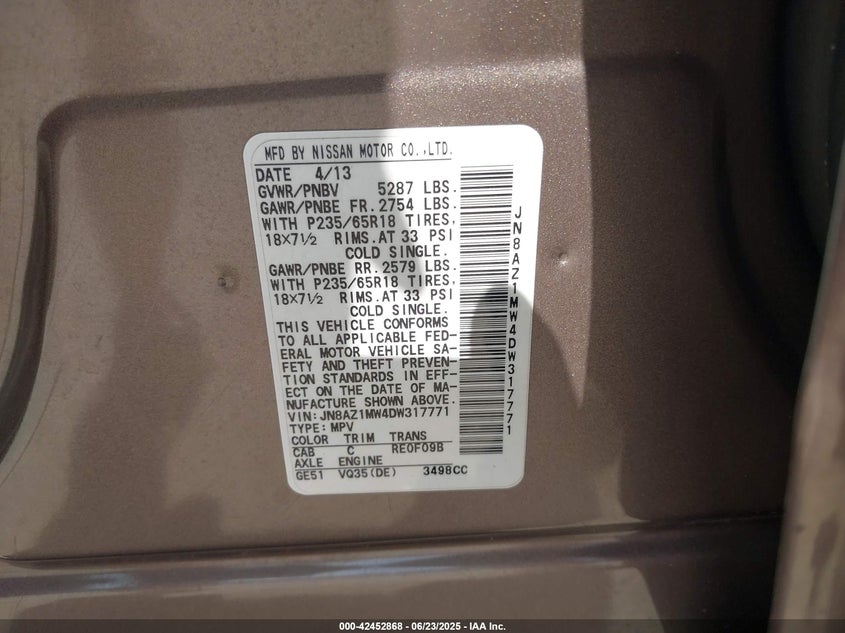 MFD BY NISSAN MOTOR CO.,LTD.
DATE 4/13
GVWR/PNBV 5287 LBS.
GAWR/PNBE FR. 2754 LBS.
WITH P235/65R18 TIRES,
18×7½ RIMS. AT 33 PSI
COLD SINGLE.
GAWR/PNBE RR. 2579 LBS.
WITH P235/65R18 TIRES,
18×7½ RIMS. AT 33 PSI
COLD SINGLE.
THIS VEHICLE CONFORMS
TO ALL APPLICABLE FED-
ERAL MOTOR VEHICLE SA-
FETY AND THEFT PREVEN-
TION STANDARDS IN EFF-
ECT ON THE DATE OF MA-
NUFACTURE SHOWN ABOVE.
VIN: JN8AZ1MW4DW317771
TYPE: MPV
COLOR TRIM TRANS
CAB C RE0F09B
AXLE ENGINE
GE51 VQ35(DE) 3498CC
JN8AZ1MW4DW317771
000-42452868 - 06/23/2025 - IAA Inc.